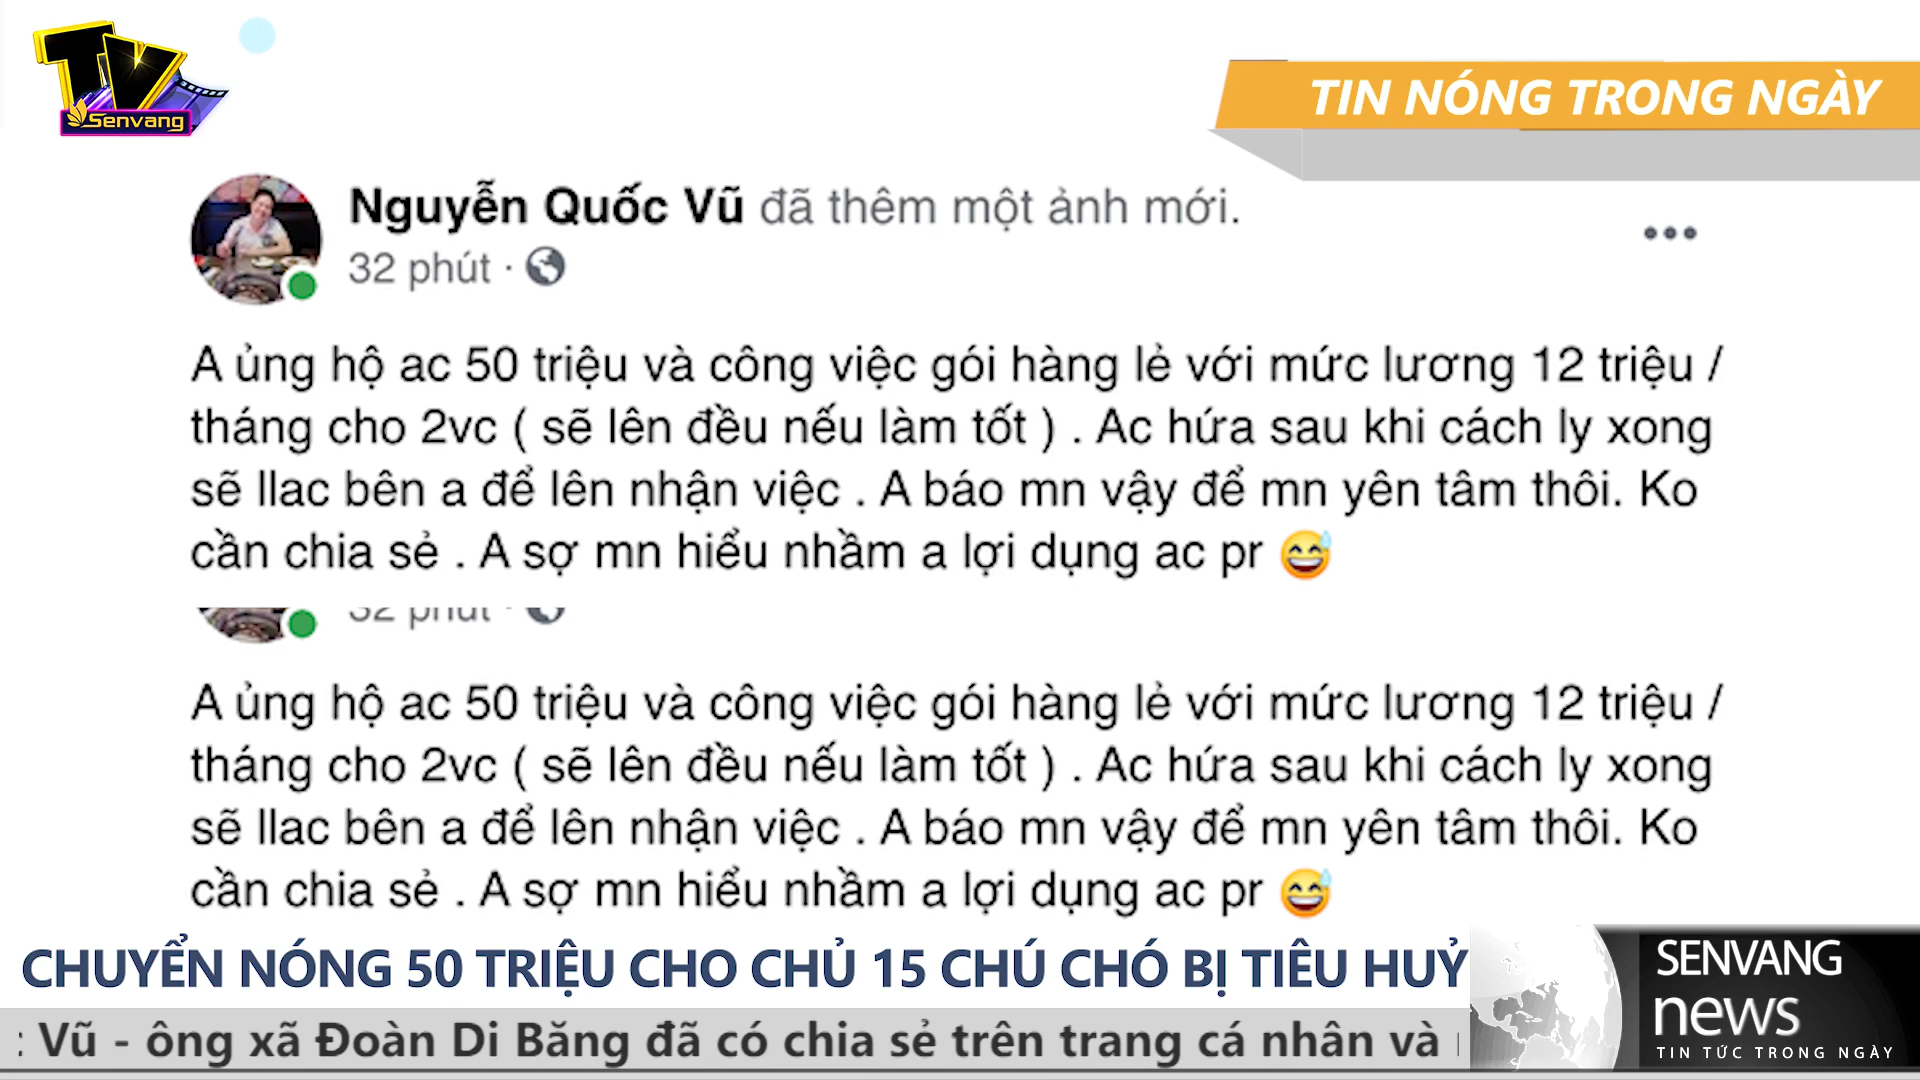 TV
Senvang
TIN NÓNG TRONG NGÀY
Nguyễn Quốc Vũ đã thêm một ảnh mới.
32 phút ·
A ủng hộ ac 50 triệu và công việc gói hàng lẻ với mức lương 12 triệu /
tháng cho 2vc ( sẽ lên đều nếu làm tốt ) . Ac hứa sau khi cách ly xong
sẽ llac bên a để lên nhận việc . A báo mn vậy để mn yên tâm thôi. Ko
cần chia sẻ . A sợ mn hiểu nhầm a lợi dụng ac pr 😅
32 phút ·
A ủng hộ ac 50 triệu và công việc gói hàng lẻ với mức lương 12 triệu /
tháng cho 2vc ( sẽ lên đều nếu làm tốt ) . Ac hứa sau khi cách ly xong
sẽ llac bên a để lên nhận việc . A báo mn vậy để mn yên tâm thôi. Ko
cần chia sẻ . A sợ mn hiểu nhầm a lợi dụng ac pr 😅
CHUYỂN NÓNG 50 TRIỆU CHO CHỦ 15 CHÚ CHÓ BỊ TIÊU HUỶ
Vũ - ông xã Đoàn Di Băng đã có chia sẻ trên trang cá nhân và
SENVANG
news
TIN TỨC TRONG NGÀY